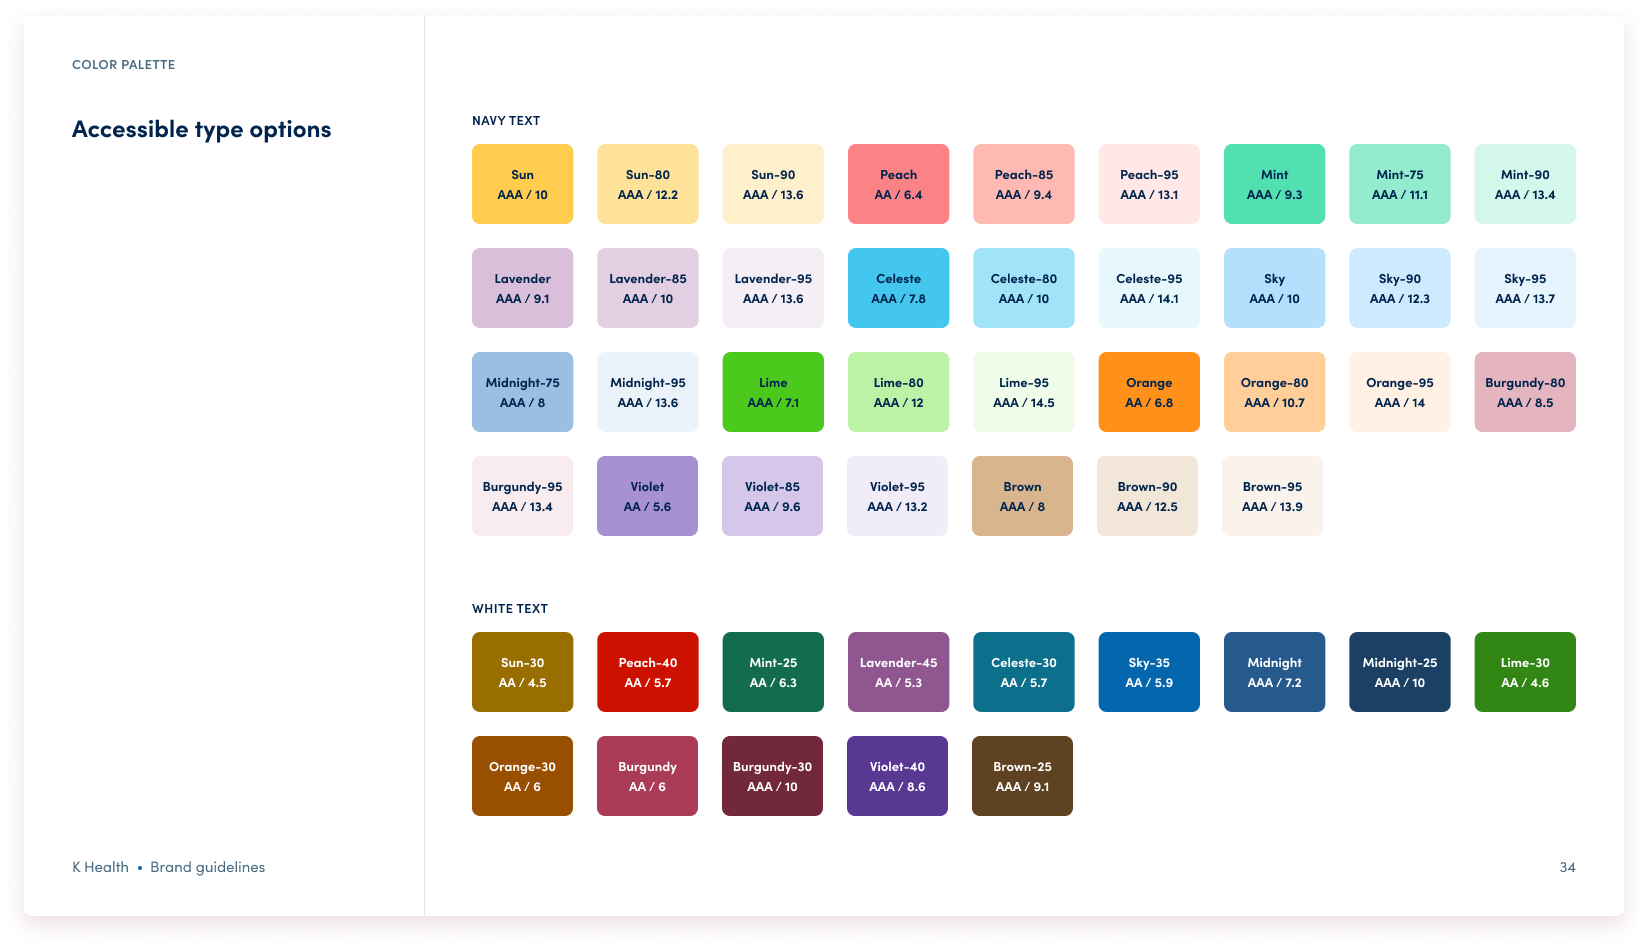 COLOR PALETTE
Accessible type options
NAVY TEXT
Sun
AAA / 10
Sun-80
AAA / 12.2
Sun-90
AAA / 13.6
Peach
AA / 6.4
Peach-85
AAA / 9.4
Peach-95
AAA / 13.1
Mint
AAA / 9.3
Mint-75
AAA / 11.1
Mint-90
AAA / 13.4
Lavender
AAA / 9.1
Lavender-85
AAA / 10
Lavender-95
AAA / 13.6
Celeste
AAA / 7.8
Celeste-80
AAA / 10
Celeste-95
AAA / 14.1
Sky
AAA / 10
Sky-90
AAA / 12.3
Sky-95
AAA / 13.7
Midnight-75
AAA / 8
Midnight-95
AAA / 13.6
Lime
AAA / 7.1
Lime-80
AAA / 12
Lime-95
AAA / 14.5
Orange
AA / 6.8
Orange-80
AAA / 10.7
Orange-95
AAA / 14
Burgundy-80
AAA / 8.5
Burgundy-95
AAA / 13.4
Violet
AA / 5.6
Violet-85
AAA / 9.6
Violet-95
AAA / 13.2
Brown
AAA / 8
Brown-90
AAA / 12.5
Brown-95
AAA / 13.9
WHITE TEXT
Sun-30
AA / 4.5
Peach-40
AA / 5.7
Mint-25
AA / 6.3
Lavender-45
AA / 5.3
Celeste-30
AA / 5.7
Sky-35
AA / 5.9
Midnight
AAA / 7.2
Midnight-25
AAA / 10
Lime-30
AA / 4.6
Orange-30
AA / 6
Burgundy
AA / 6
Burgundy-30
AAA / 10
Violet-40
AAA / 8.6
Brown-25
AAA / 9.1
K Health • Brand guidelines
34